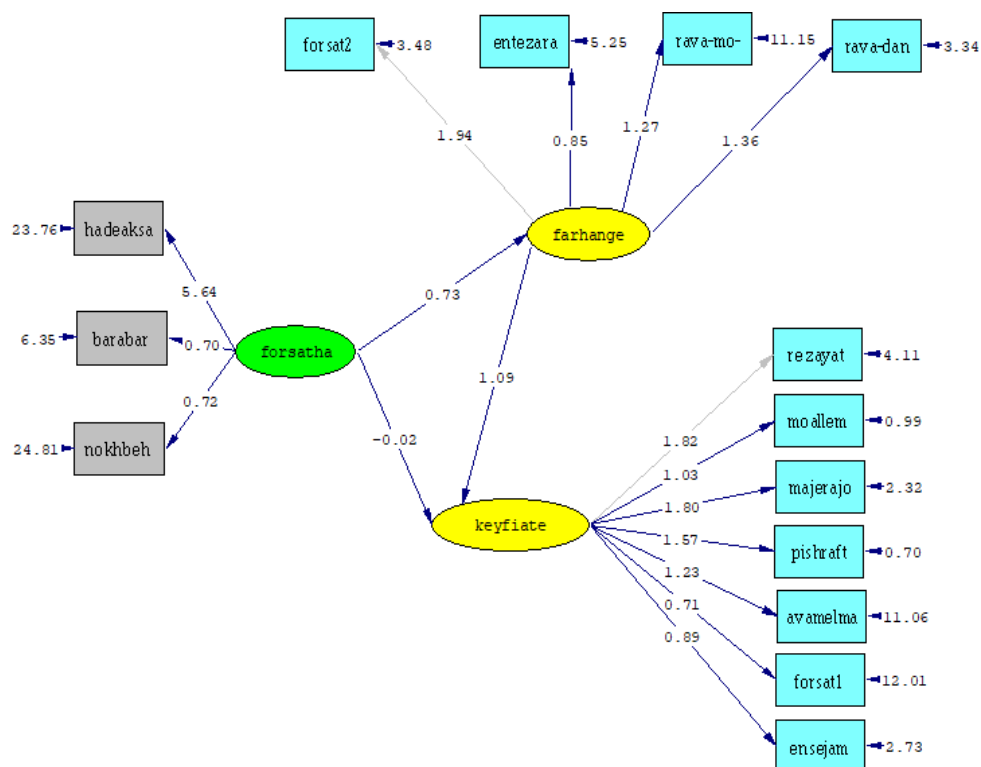 forsat2
3.48
entezara
5.25
rava-mo-
11.15
rava-dan
3.34
1.94
0.85
1.27
1.36
23.76
hadeaksa
farhange
5.64
0.73
6.35
barabar
0.70
forsatha
rezayat
4.11
1.09
0.72
24.81
nokhbeh
-0.02
1.82
moallem
0.99
1.03
majerajo
2.32
1.80
keyfiate
1.57
pishraft
0.70
1.23
0.71
avamelma
11.06
0.89
forsat1
12.01
ensejam
2.73